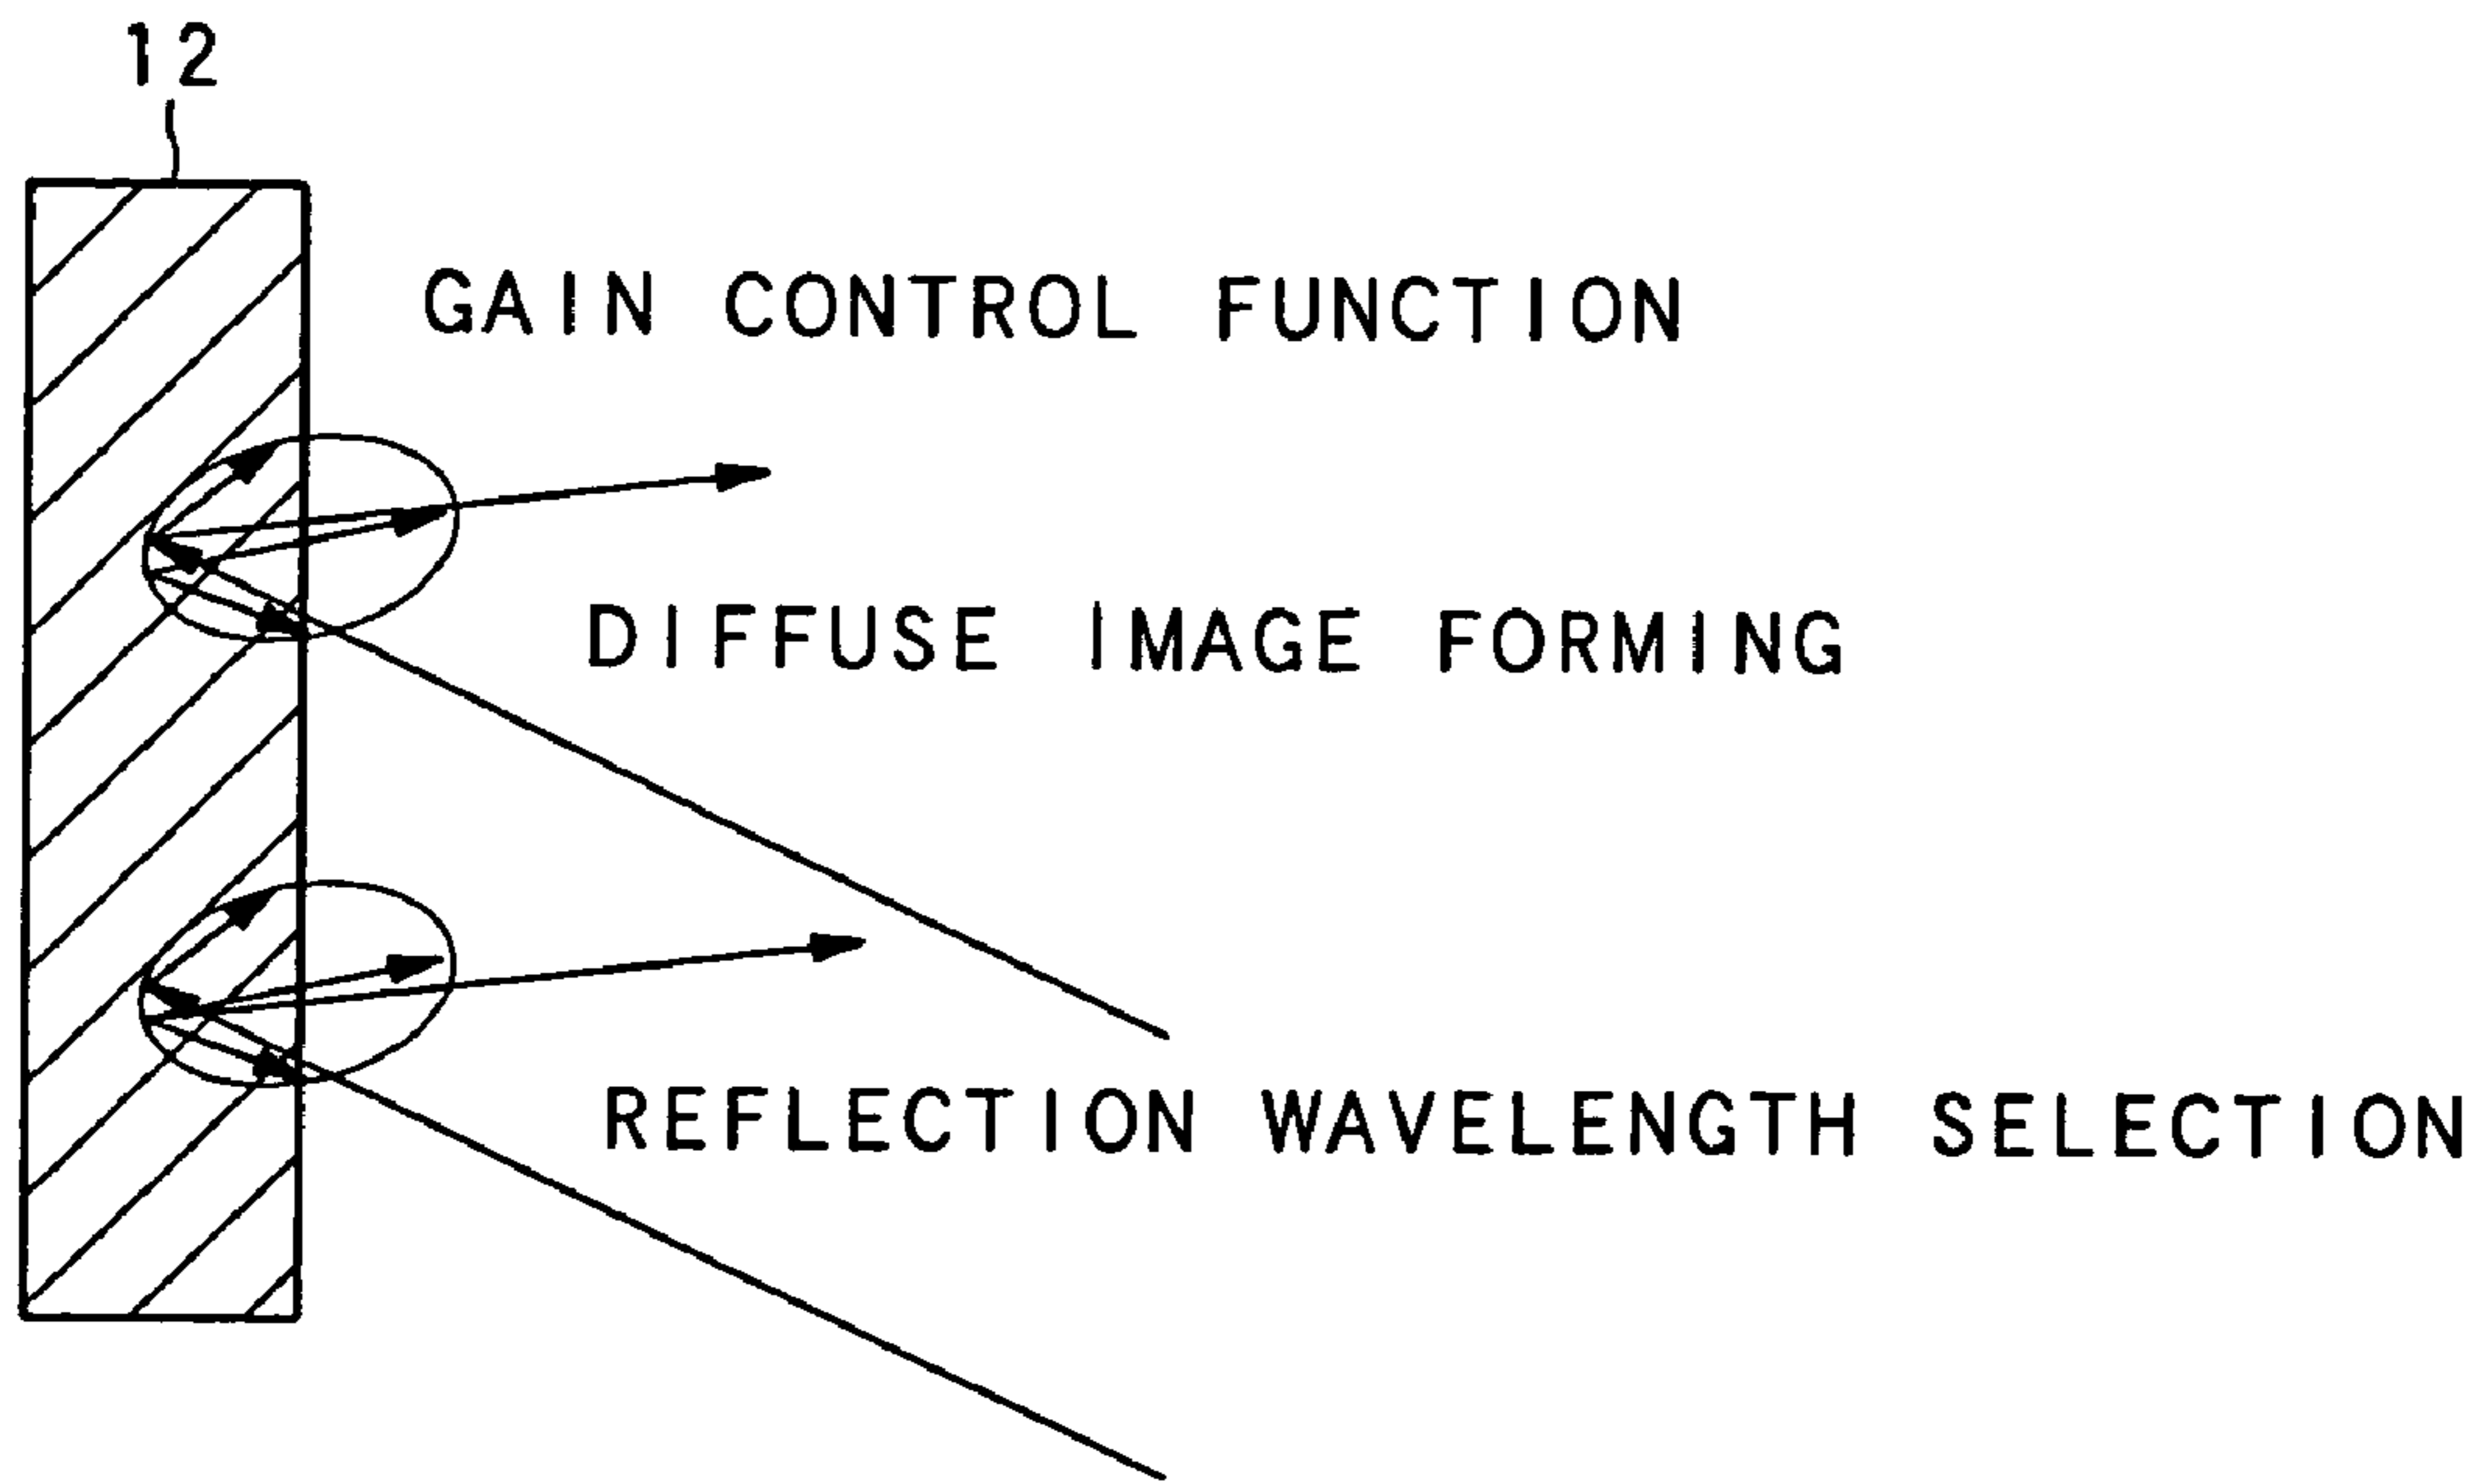 12
GAIN CONTROL FUNCTION
DIFFUSE IMAGE FORMING
REFLECTION WAVELENGTH SELECTION